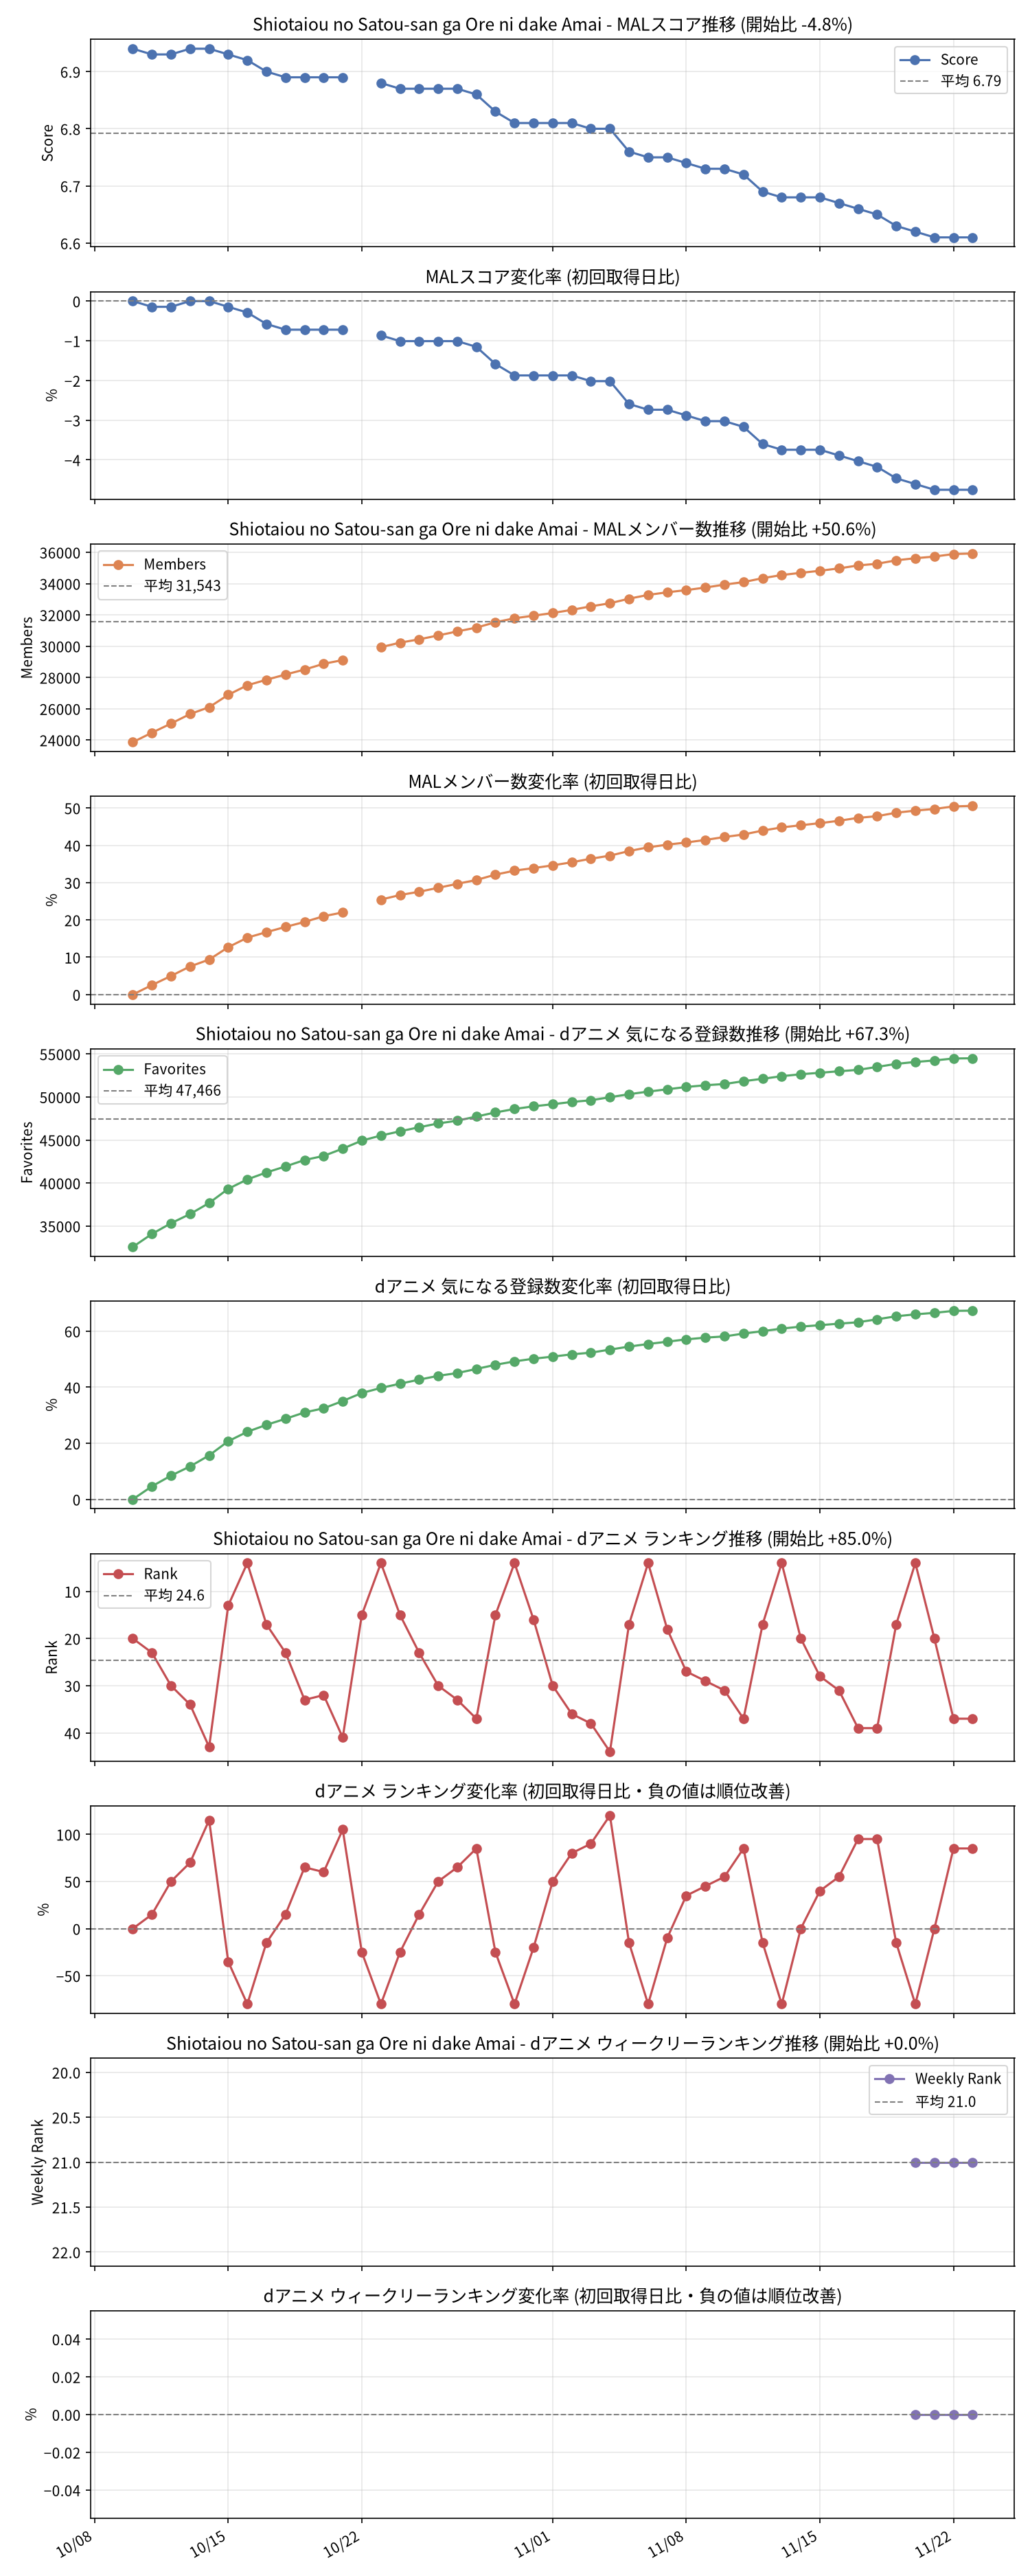 Shiotaiou no Satou-san ga Ore ni dake Amai - MALスコア推移 (開始比 -4.8%)
Score
6.9
6.8
6.7
6.6
Score
平均 6.79
MALスコア変化率 (初回取得日比)
%
0
−1
−2
−3
−4
Shiotaiou no Satou-san ga Ore ni dake Amai - MALメンバー数推移 (開始比 +50.6%)
Members
36000
34000
32000
30000
28000
26000
24000
Members
平均 31,543
MALメンバー数変化率 (初回取得日比)
%
50
40
30
20
10
0
Shiotaiou no Satou-san ga Ore ni dake Amai - dアニメ 気になる登録数推移 (開始比 +67.3%)
Favorites
55000
50000
45000
40000
35000
Favorites
平均 47,466
dアニメ 気になる登録数変化率 (初回取得日比)
%
60
40
20
0
Shiotaiou no Satou-san ga Ore ni dake Amai - dアニメ ランキング推移 (開始比 +85.0%)
Rank
10
20
30
40
Rank
平均 24.6
dアニメ ランキング変化率 (初回取得日比・負の値は順位改善)
%
100
50
0
−50
Shiotaiou no Satou-san ga Ore ni dake Amai - dアニメ ウィークリーランキング推移 (開始比 +0.0%)
Weekly Rank
20.0
20.5
21.0
21.5
22.0
Weekly Rank
平均 21.0
dアニメ ウィークリーランキング変化率 (初回取得日比・負の値は順位改善)
%
0.04
0.02
0.00
−0.02
−0.04
10/08
10/15
10/22
11/01
11/08
11/15
11/22